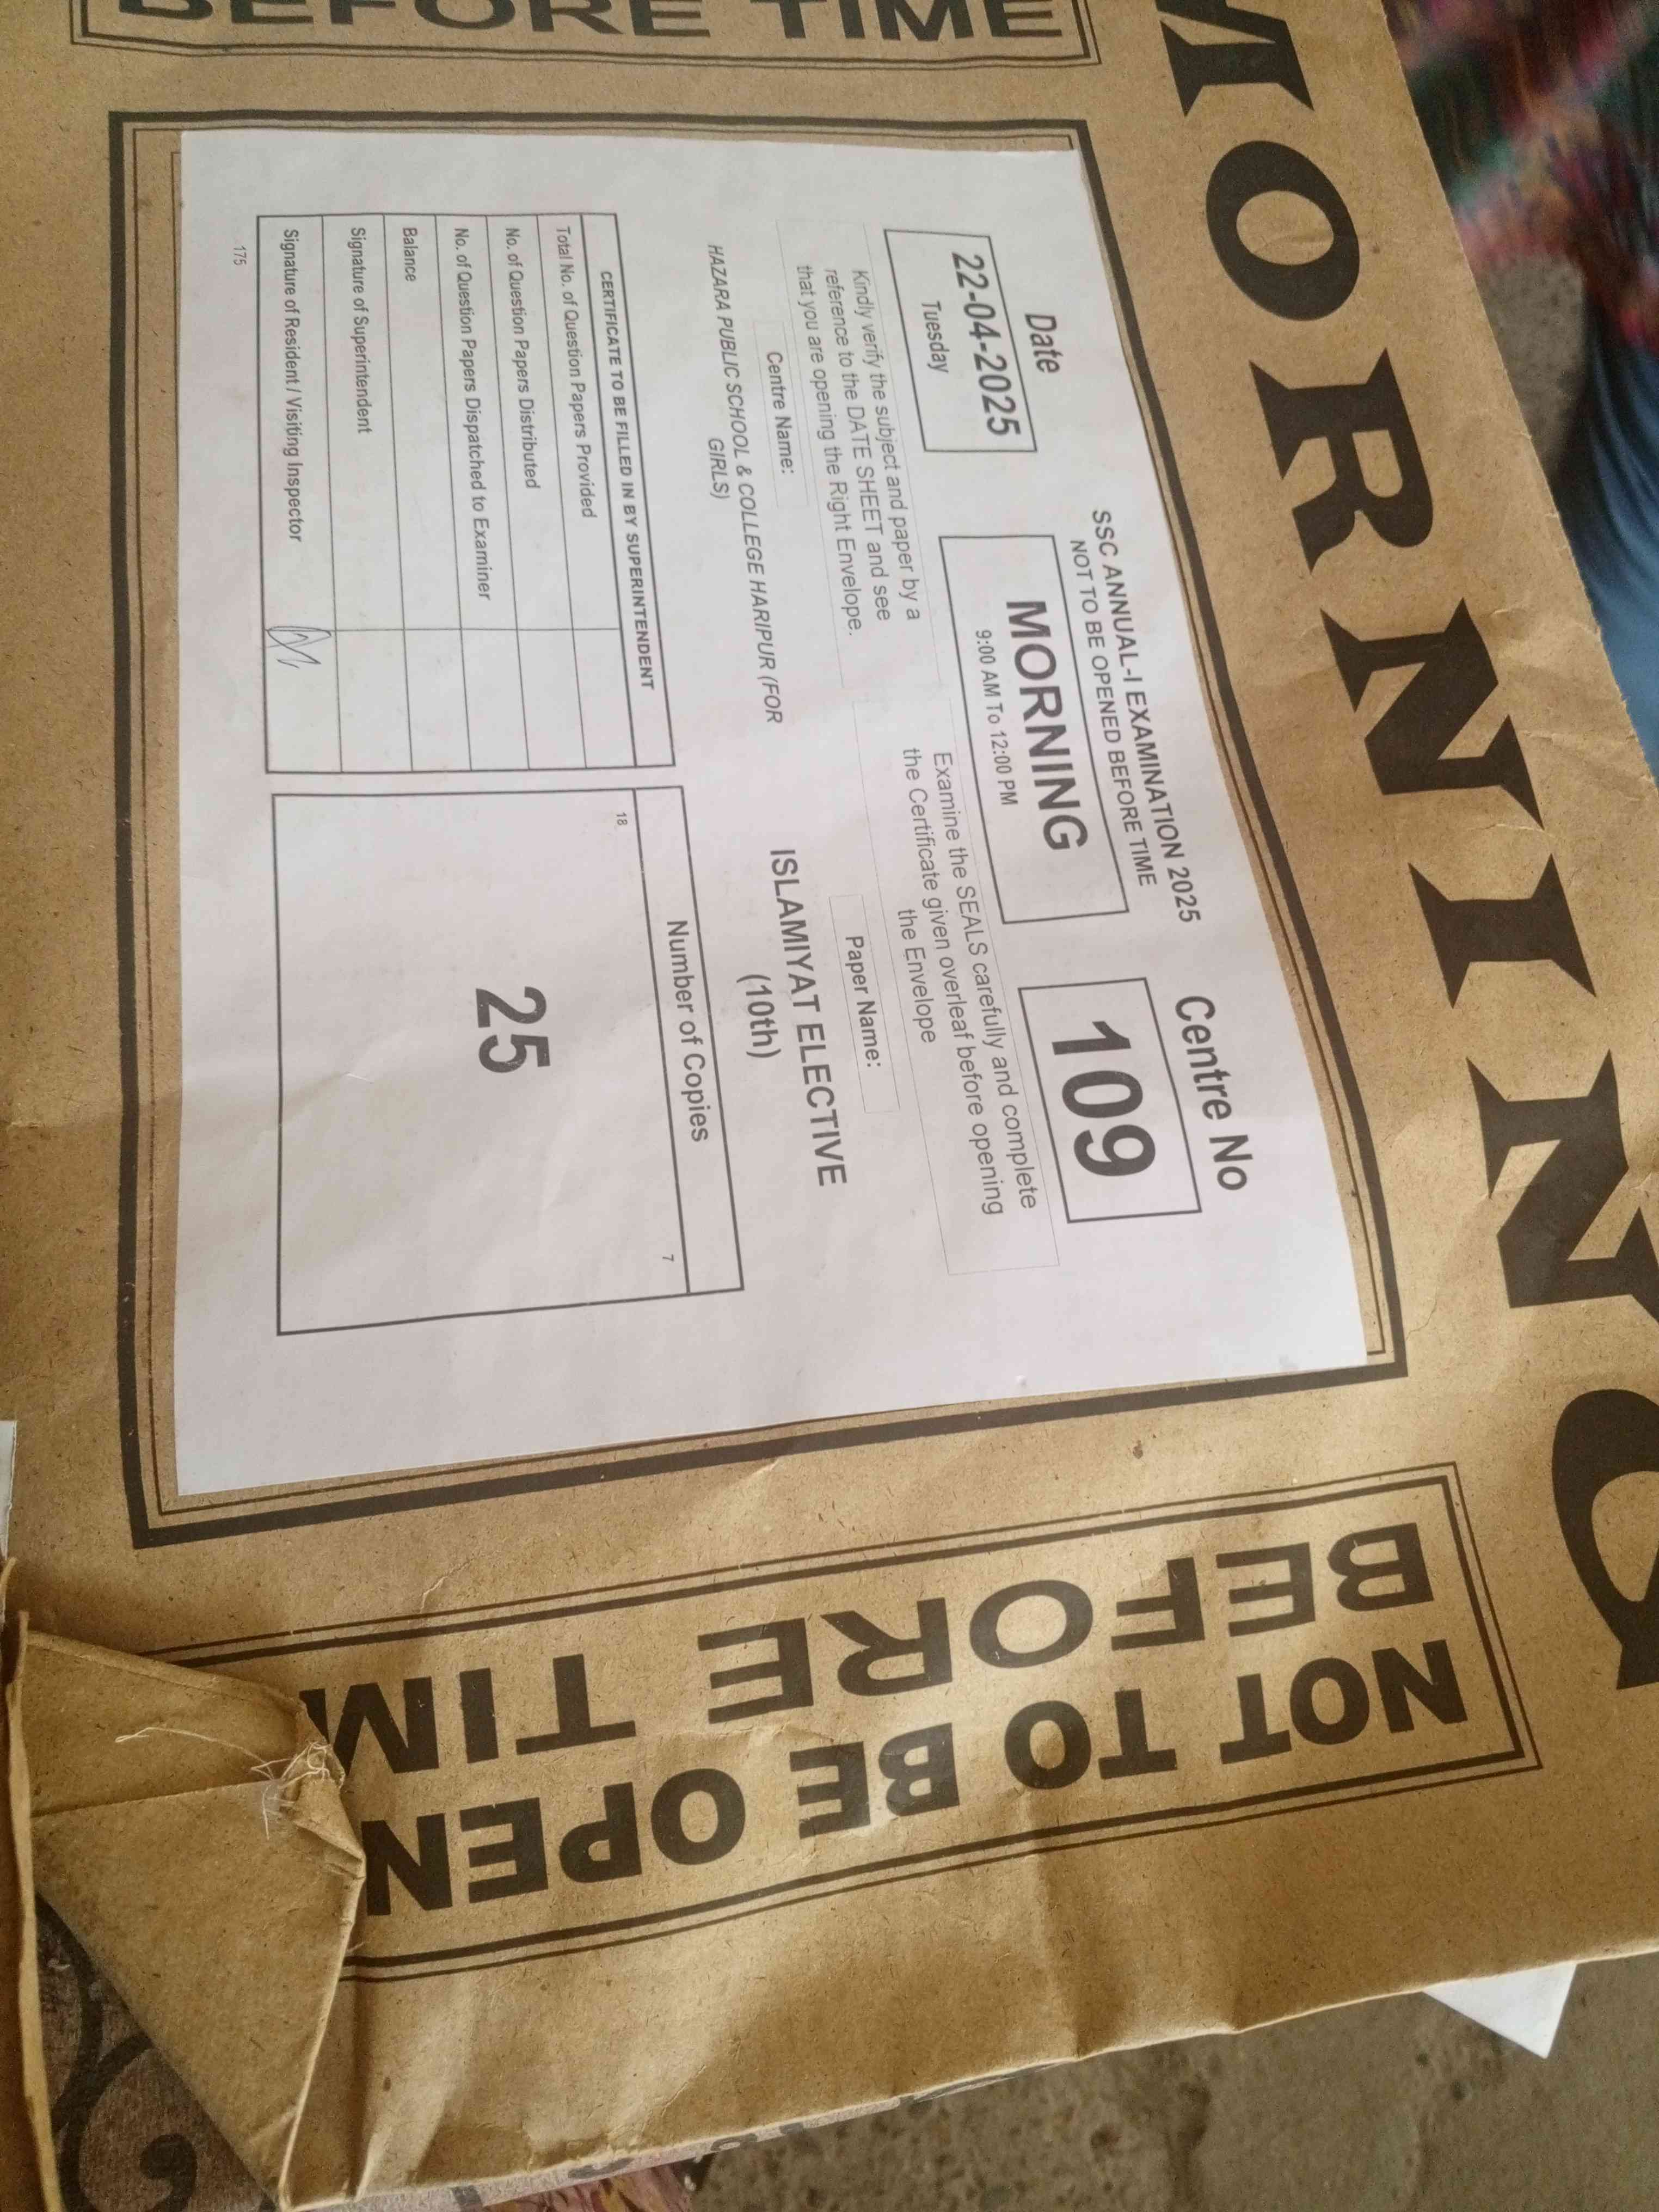 MORNING
BEFORE TIME
SSC ANNUAL-I EXAMINATION 2025
NOT TO BE OPENED BEFORE TIME
Date
22-04-2025
Tuesday
MORNING
9:00 AM To 12:00 PM
Centre No
109
Kindly verify the subject and paper by a
reference to the DATE SHEET and see
that you are opening the Right Envelope.
Examine the SEALS carefully and complete
the Certificate given overleaf before opening
the Envelope
Centre Name:
HAZARA PUBLIC SCHOOL & COLLEGE HARIPUR (FOR
GIRLS)
Paper Name:
ISLAMIYAT ELECTIVE
(10th)
CERTIFICATE TO BE FILLED IN BY SUPERINTENDENT
Total No. of Question Papers Provided
No. of Question Papers Distributed
No. of Question Papers Dispatched to Examiner
Balance
Signature of Superintendent
Signature of Resident / Visiting Inspector
175
Number of Copies
18
7
25
NOT TO BE OPEN
BEFORE TIM